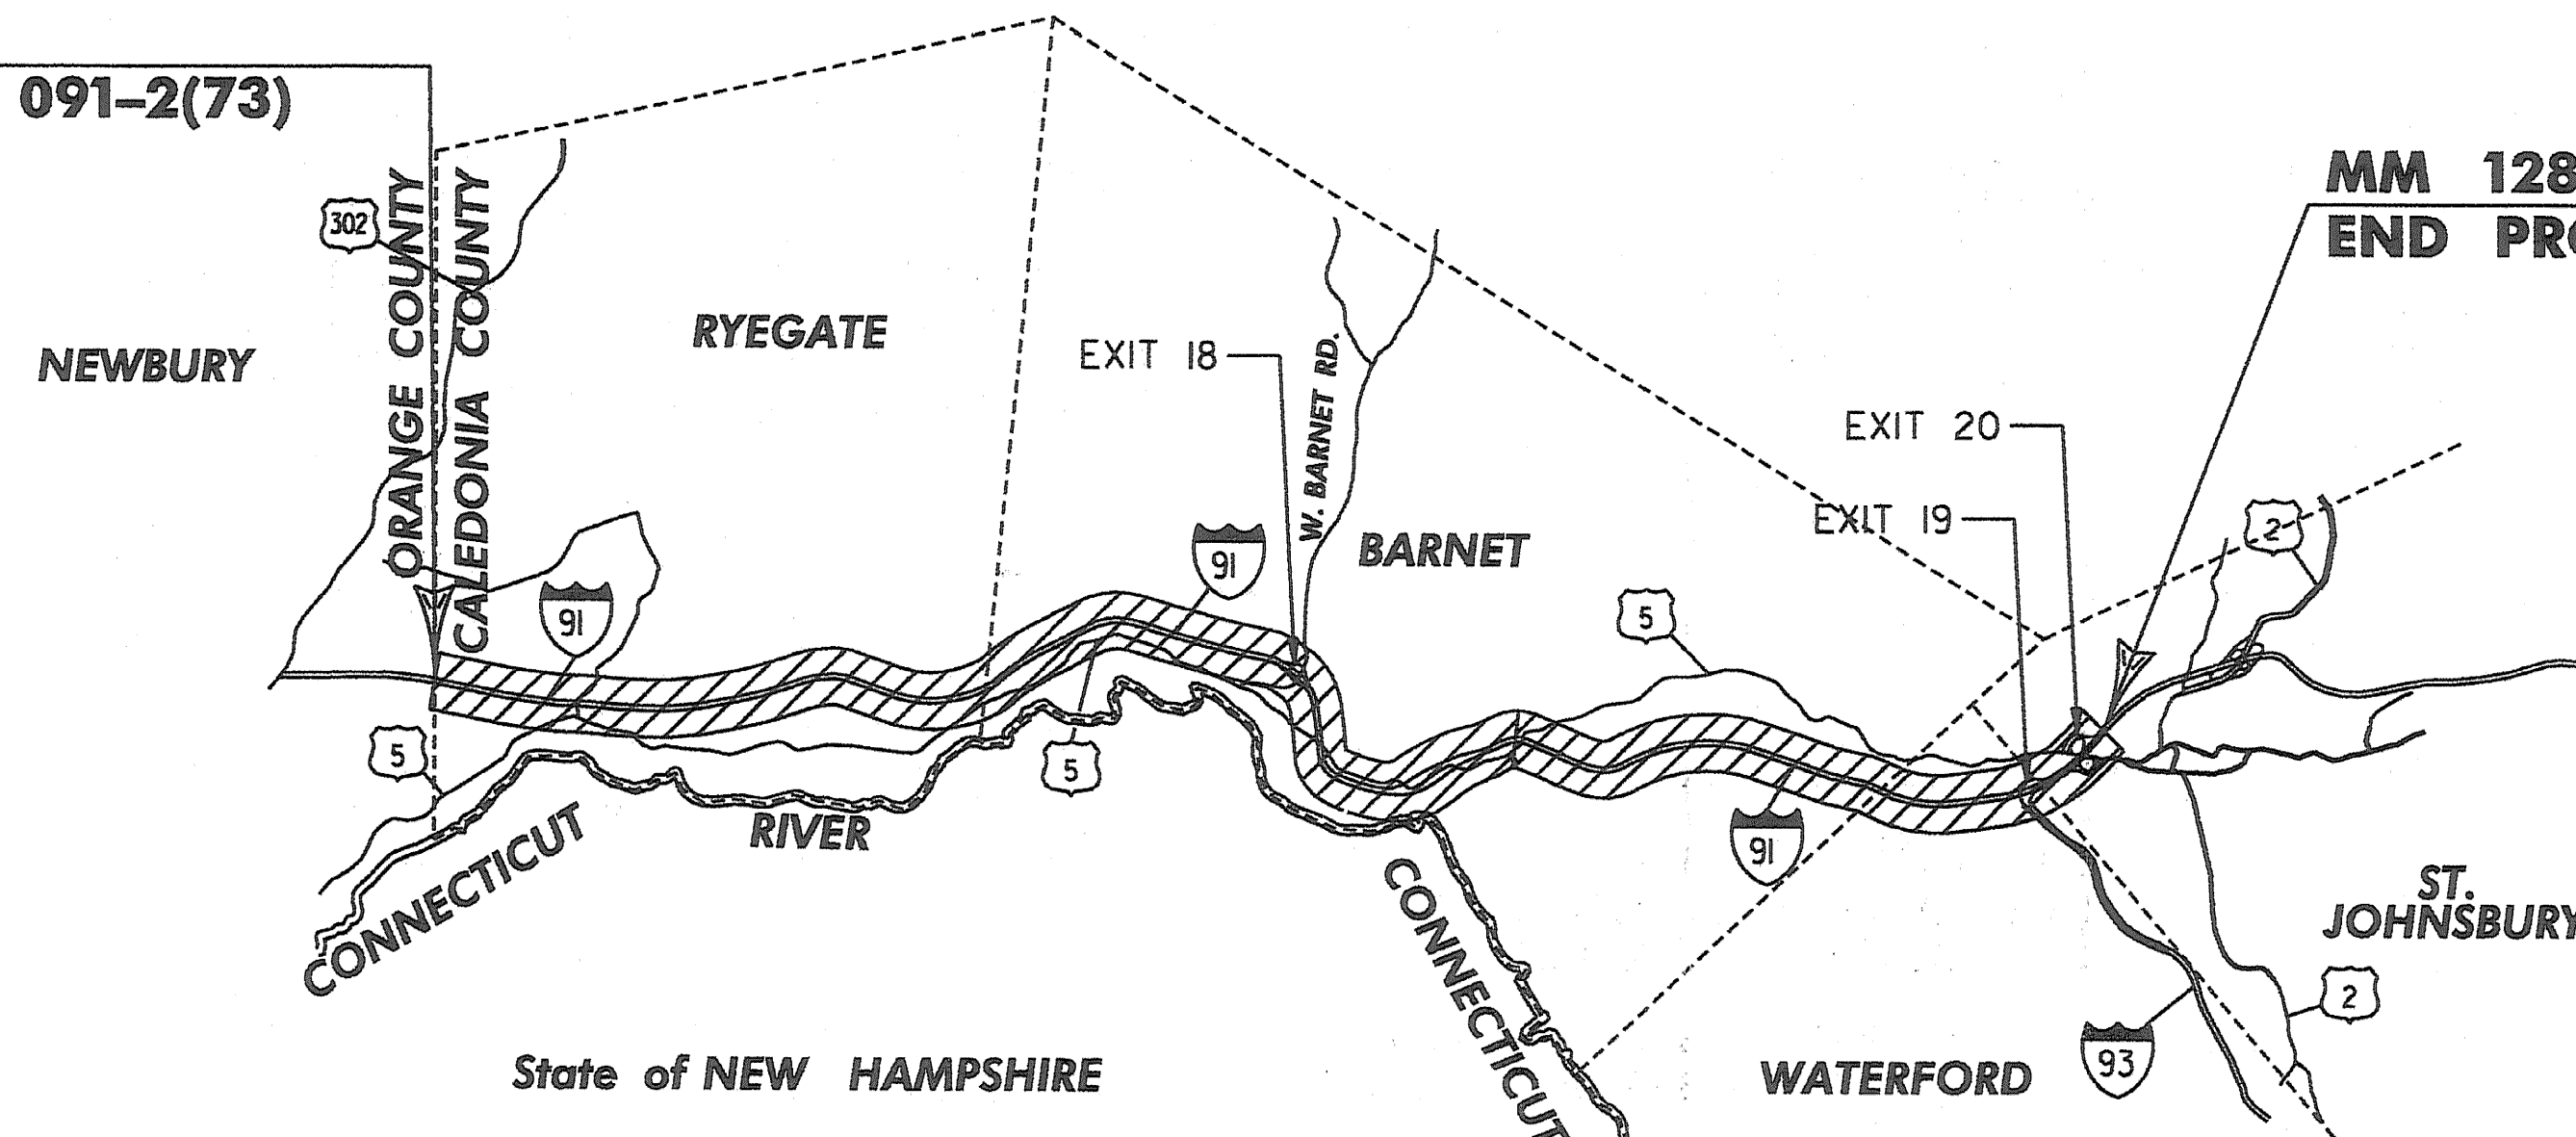 091-2(73)
MM 128
END PRO
302
ORANGE COUNTY
CALEDONIA COUNTY
NEWBURY
RYEGATE
EXIT 18
W. BARNET RD.
EXIT 20
EXIT 19
2
BARNET
91
91
5
5
5
91
CONNECTICUT
RIVER
CONNECTICUT
ST.
JOHNSBURY
2
State of NEW HAMPSHIRE
WATERFORD
93